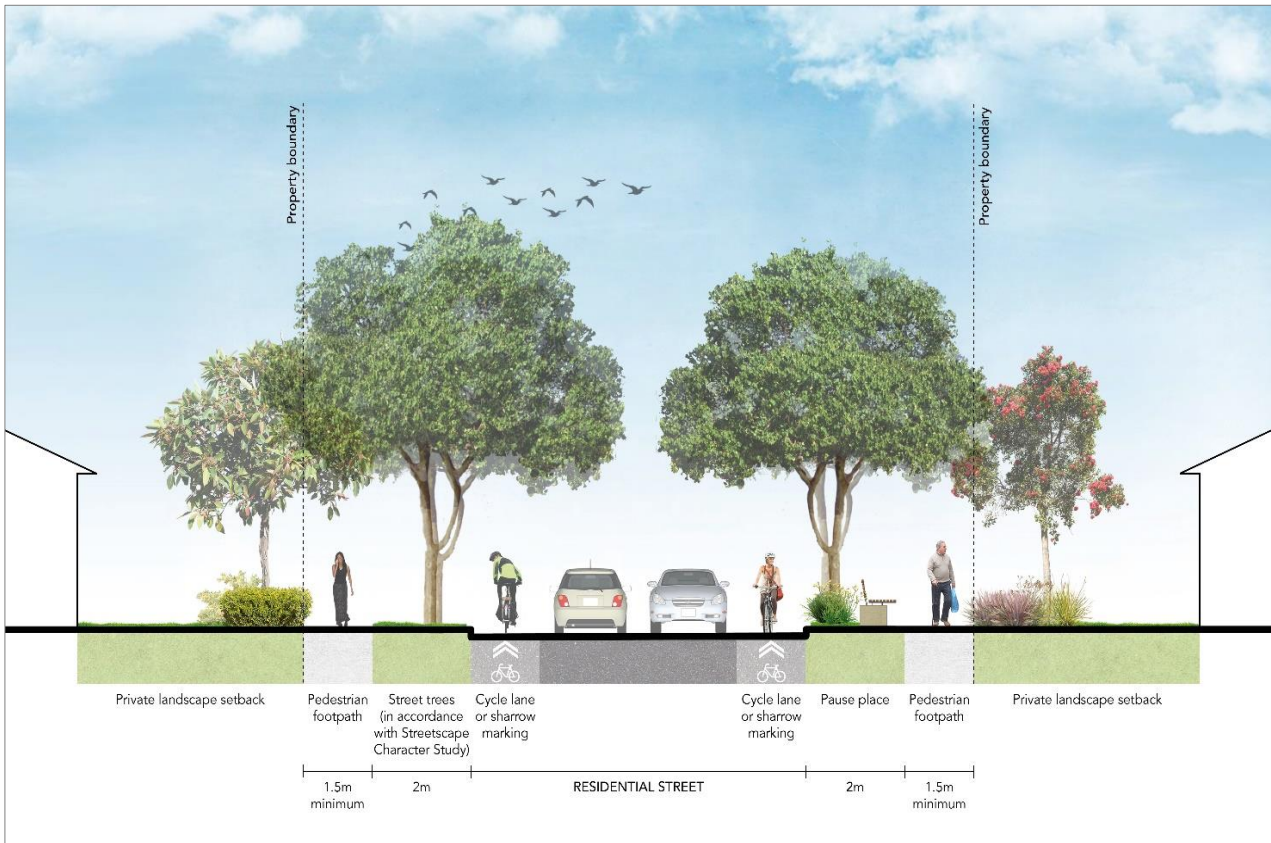 Property boundary
Property boundary
Private landscape setback
Pedestrian
footpath
Street trees
(in accordance
with Streetscape
Character Study)
Cycle lane
or sharrow
marking
Cycle lane
or sharrow
marking
Pause place
Pedestrian
footpath
Private landscape setback
1.5m
minimum
2m
RESIDENTIAL STREET
2m
1.5m
minimum